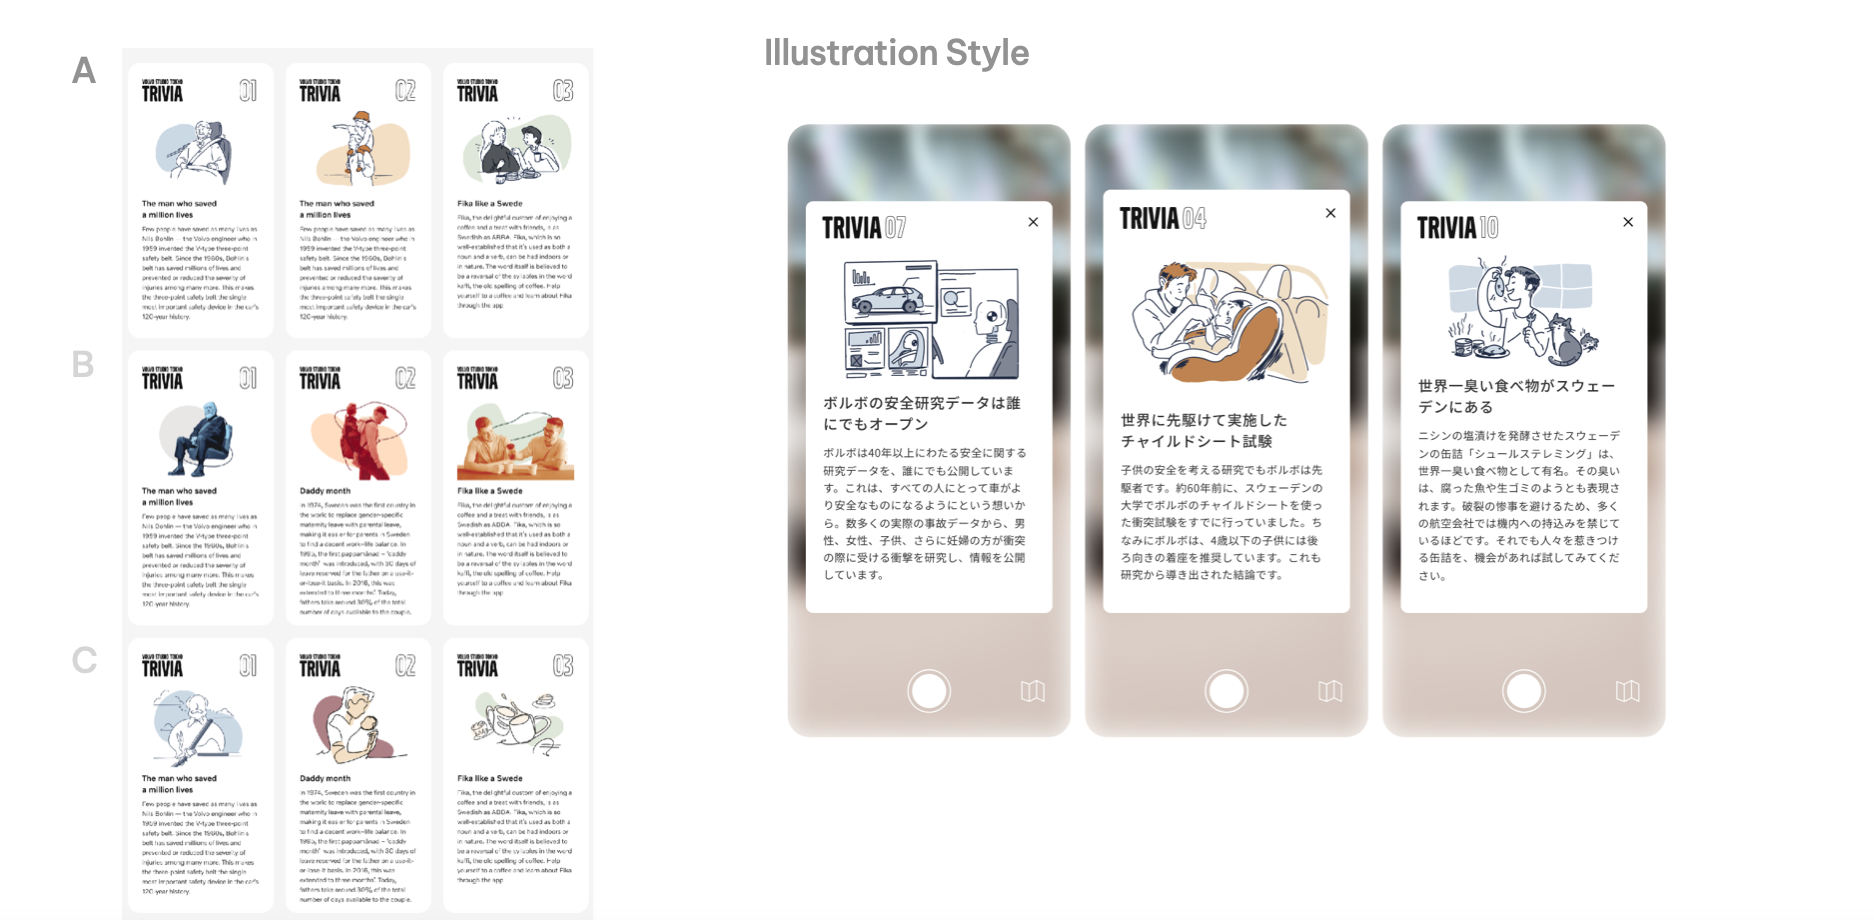 Illustration Style
A
VOLVO STUDIO TOKYO
TRIVIA
01
The man who saved
a million lives
Few people have saved as many lives as
Nils Bohlin — the Volvo engineer who in
1959 invented the V-type three-point
safety belt. Since the 1960s, Bohlin's
belt has saved millions of lives and
prevented or reduced the severity of
injuries among many more. This makes
the three-point safety belt the single
most important safety device in the car's
120-year history.
VOLVO STUDIO TOKYO
TRIVIA
02
The man who saved
a million lives
Few people have saved as many lives as
Nils Bohlin — the Volvo engineer who in
1959 invented the V-type three-point
safety belt. Since the 1960s, Bohlin's
belt has saved millions of lives and
prevented or reduced the severity of
injuries among many more. This makes
the three-point safety belt the single
most important safety device in the car's
120-year history.
VOLVO STUDIO TOKYO
TRIVIA
03
Fika like a Swede
Fika, the delightful custom of enjoying a
coffee and a treat with friends, is as
Swedish as ABBA. Fika, which is so
well-established that it's used as both a
noun and a verb, can be had indoors or
in nature. The word itself is believed to
be a reversal of the syllables in the word
kaffi, the old spelling of coffee. Help
yourself to a coffee and learn about Fika
through the app
B
VOLVO STUDIO TOKYO
TRIVIA
01
The man who saved
a million lives
Few people have saved as many lives as
Nils Bohlin — the Volvo engineer who in
1959 invented the V-type three-point
safety belt. Since the 1960s, Bohlin's
belt has saved millions of lives and
prevented or reduced the severity of
injuries among many more. This makes
the three-point safety belt the single
most important safety device in the car's
120-year history.
VOLVO STUDIO TOKYO
TRIVIA
02
Daddy month
In 1974, Sweden was the first country in
the world to replace gender-specific
maternity leave with parental leave,
making it easier for parents in Sweden
to find a decent work-life balance. In
1995, the first pappamånad – 'daddy
month' was introduced, with 30 days of
leave reserved for the father on a use-it-
or-lose-it basis. In 2016, this was
extended to three months. Today,
fathers take around 30% of the total
number of days available to the couple.
VOLVO STUDIO TOKYO
TRIVIA
03
Fika like a Swede
Fika, the delightful custom of enjoying a
coffee and a treat with friends, is as
Swedish as ABBA. Fika, which is so
well-established that it's used as both a
noun and a verb, can be had indoors or
in nature. The word itself is believed to
be a reversal of the syllables in the word
kaffi, the old spelling of coffee. Help
yourself to a coffee and learn about Fika
through the app
C
VOLVO STUDIO TOKYO
TRIVIA
01
The man who saved
a million lives
Few people have saved as many lives as
Nils Bohlin — the Volvo engineer who in
1959 invented the V-type three-point
safety belt. Since the 1960s, Bohlin's
belt has saved millions of lives and
prevented or reduced the severity of
injuries among many more. This makes
the three-point safety belt the single
most important safety device in the car's
120-year history.
VOLVO STUDIO TOKYO
TRIVIA
02
Daddy month
In 1974, Sweden was the first country in
the world to replace gender-specific
maternity leave with parental leave,
making it easier for parents in Sweden
to find a decent work-life balance. In
1995, the first pappamånad – 'daddy
month' was introduced, with 30 days of
leave reserved for the father on a use-it-
or-lose-it basis. In 2016, this was
extended to three months. Today,
fathers take around 30% of the total
number of days available to the couple.
VOLVO STUDIO TOKYO
TRIVIA
03
Fika like a Swede
Fika, the delightful custom of enjoying a
coffee and a treat with friends, is as
Swedish as ABBA. Fika, which is so
well-established that it's used as both a
noun and a verb, can be had indoors or
in nature. The word itself is believed to
be a reversal of the syllables in the word
kaffi, the old spelling of coffee. Help
yourself to a coffee and learn about Fika
through the app
TRIVIA 07
ボルボの安全研究データは誰
にでもオープン
ボルボは40年以上にわたる安全に関する
研究データを、誰にでも公開していま
す。これは、すべての人にとって車がよ
り安全なものになるようにという想いか
ら。数多くの実際の事故データから、男
性、女性、子供、さらに妊婦の方が衝突
の際に受ける衝撃を研究し、情報を公開
しています。
TRIVIA 04
世界に先駆けて実施した
チャイルドシート試験
子供の安全を考える研究でもボルボは先
駆者です。約60年前に、スウェーデンの
大学でボルボのチャイルドシートを使っ
た衝突試験をすでに行っていました。ち
なみにボルボは、4歳以下の子供には後
ろ向きの着座を推奨しています。これも
研究から導き出された結論です。
TRIVIA 10
世界一臭い食べ物がスウェー
デンにある
ニシンの塩漬けを発酵させたスウェーデ
ンの缶詰「シュールステレミング」は、
世界一臭い食べ物として有名。その臭い
は、腐った魚や生ゴミのようとも表現さ
れます。破裂の惨事を避けるため、多く
の航空会社では機内への持込みを禁じて
いるほどです。それでも人々を惹きつけ
る缶詰を、機会があれば試してみてくだ
さい。